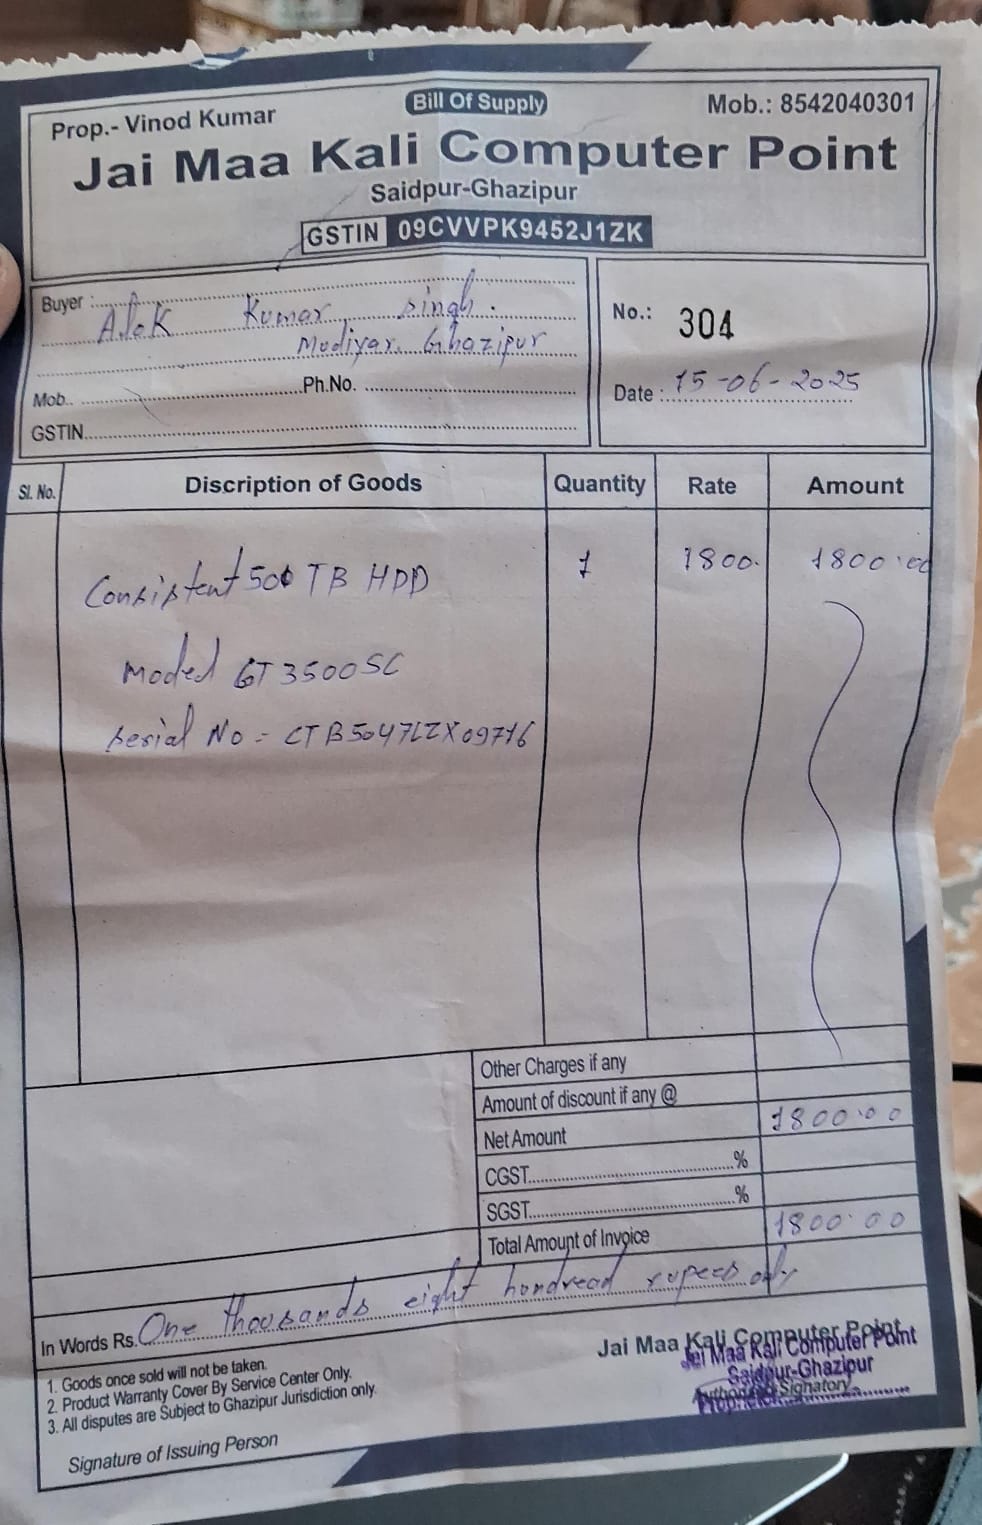 Bill Of Supply
Prop.- Vinod Kumar
Mob.: 8542040301
Jai Maa Kali Computer Point
Saidpur-Ghazipur
GSTIN 09CVVPK9452J1ZK
Buyer : Alok Kumar Singh.
Mudiyar, Ghazipur
Mob.. Ph.No.
GSTIN
No.: 304
Date : 15-06-2025
Sl. No. Discription of Goods Quantity Rate Amount
Consistent 500 TB HDD 1 1800. 1800.00
Moded GT3500SC
Serial No - CTB5047LZX09716
Other Charges if any
Amount of discount if any @
Net Amount 1800.00
CGST %
SGST %
Total Amount of Invoice 1800.00
In Words Rs. One thousands eight hundread rupees only
1. Goods once sold will not be taken.
2. Product Warranty Cover By Service Center Only.
3. All disputes are Subject to Ghazipur Jurisdiction only.
Signature of Issuing Person
Jai Maa Kali Computer Point
Jai Maa Kali Computer Point
Saidpur-Ghazipur
Authorised Signatory
Proprietor